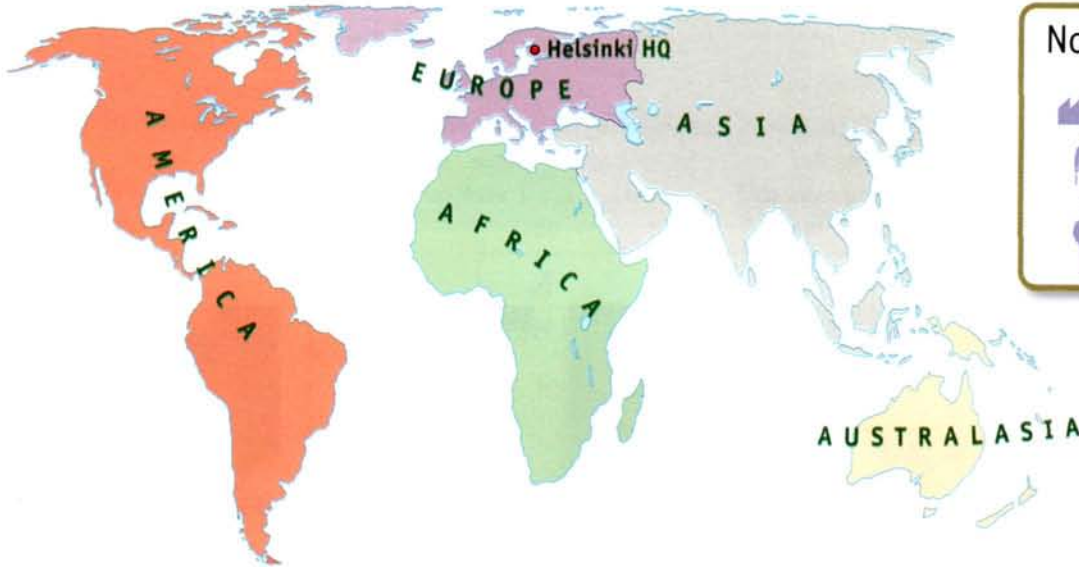 Helsinki HQ
EUROPE
ASIA
AMERICA
AFRICA
AUSTRALASIA